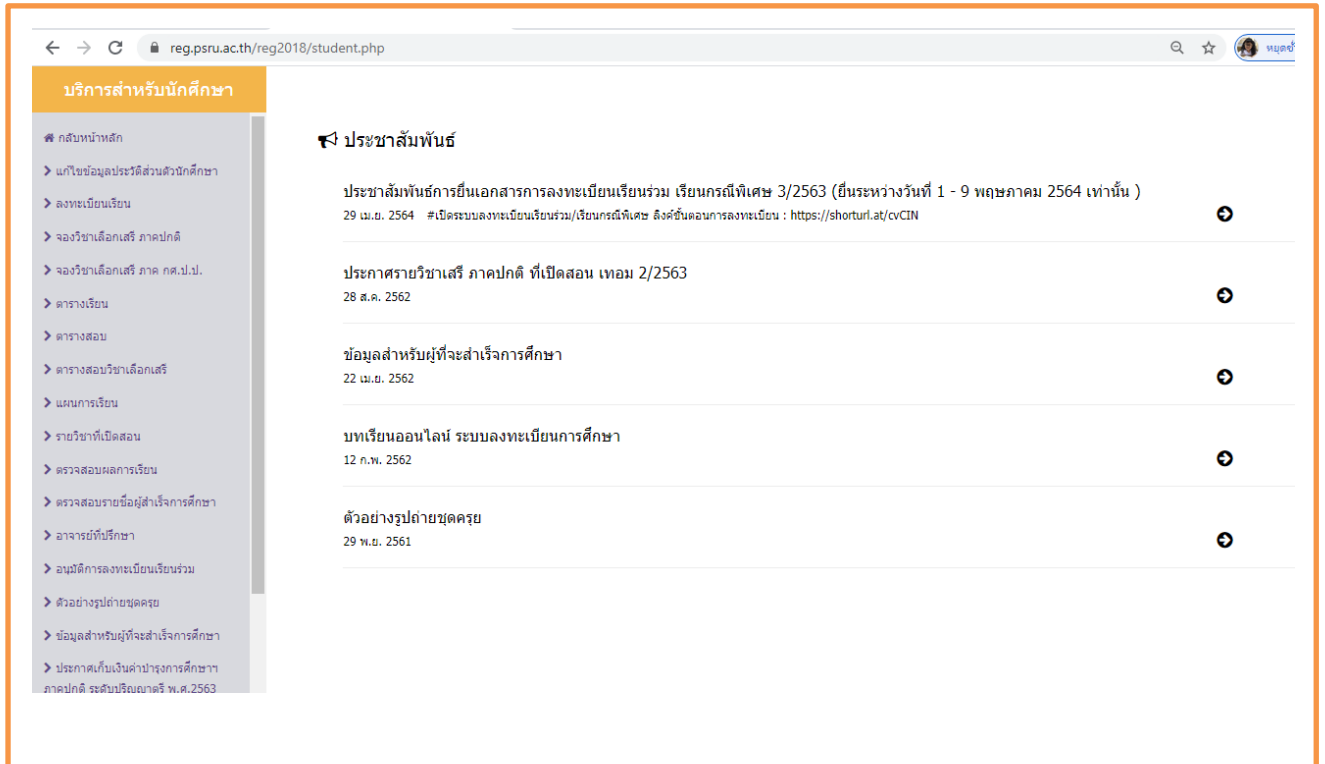 reg.psru.ac.th/reg2018/student.php
บริการสำหรับนักศึกษา
กลับหน้าหลัก
แก้ไขข้อมูลประวัติส่วนตัวนักศึกษา
ลงทะเบียนเรียน
จองวิชาเลือกเสรี ภาคปกติ
จองวิชาเลือกเสรี ภาค กศ.ป.ป.
ตารางเรียน
ตารางสอบ
ตารางสอบวิชาเลือกเสรี
แผนการเรียน
รายวิชาที่เปิดสอน
ตรวจสอบผลการเรียน
ตรวจสอบรายชื่อผู้สำเร็จการศึกษา
อาจารย์ที่ปรึกษา
อนุมัติการลงทะเบียนเรียนร่วม
ตัวอย่างรูปถ่ายชุดครุย
ข้อมูลสำหรับผู้ที่จะสำเร็จการศึกษา
ประกาศเก็บเงินค่าบำรุงการศึกษาฯ
ภาคปกติ ระดับปริญญาตรี พ.ศ.2563
ประชาสัมพันธ์
ประชาสัมพันธ์การยื่นเอกสารการลงทะเบียนเรียนร่วม เรียนกรณีพิเศษ 3/2563 (ยื่นระหว่างวันที่ 1 - 9 พฤษภาคม 2564 เท่านั้น )
29 เม.ย. 2564 #เปิดระบบลงทะเบียนเรียนร่วม/เรียนกรณีพิเศษ ลิงค์ขั้นตอนการลงทะเบียน : https://shorturl.at/cvCIN
ประกาศรายวิชาเสรี ภาคปกติ ที่เปิดสอน เทอม 2/2563
28 ส.ค. 2562
ข้อมูลสำหรับผู้ที่จะสำเร็จการศึกษา
22 เม.ย. 2562
บทเรียนออนไลน์ ระบบลงทะเบียนการศึกษา
12 ก.พ. 2562
ตัวอย่างรูปถ่ายชุดครุย
29 พ.ย. 2561